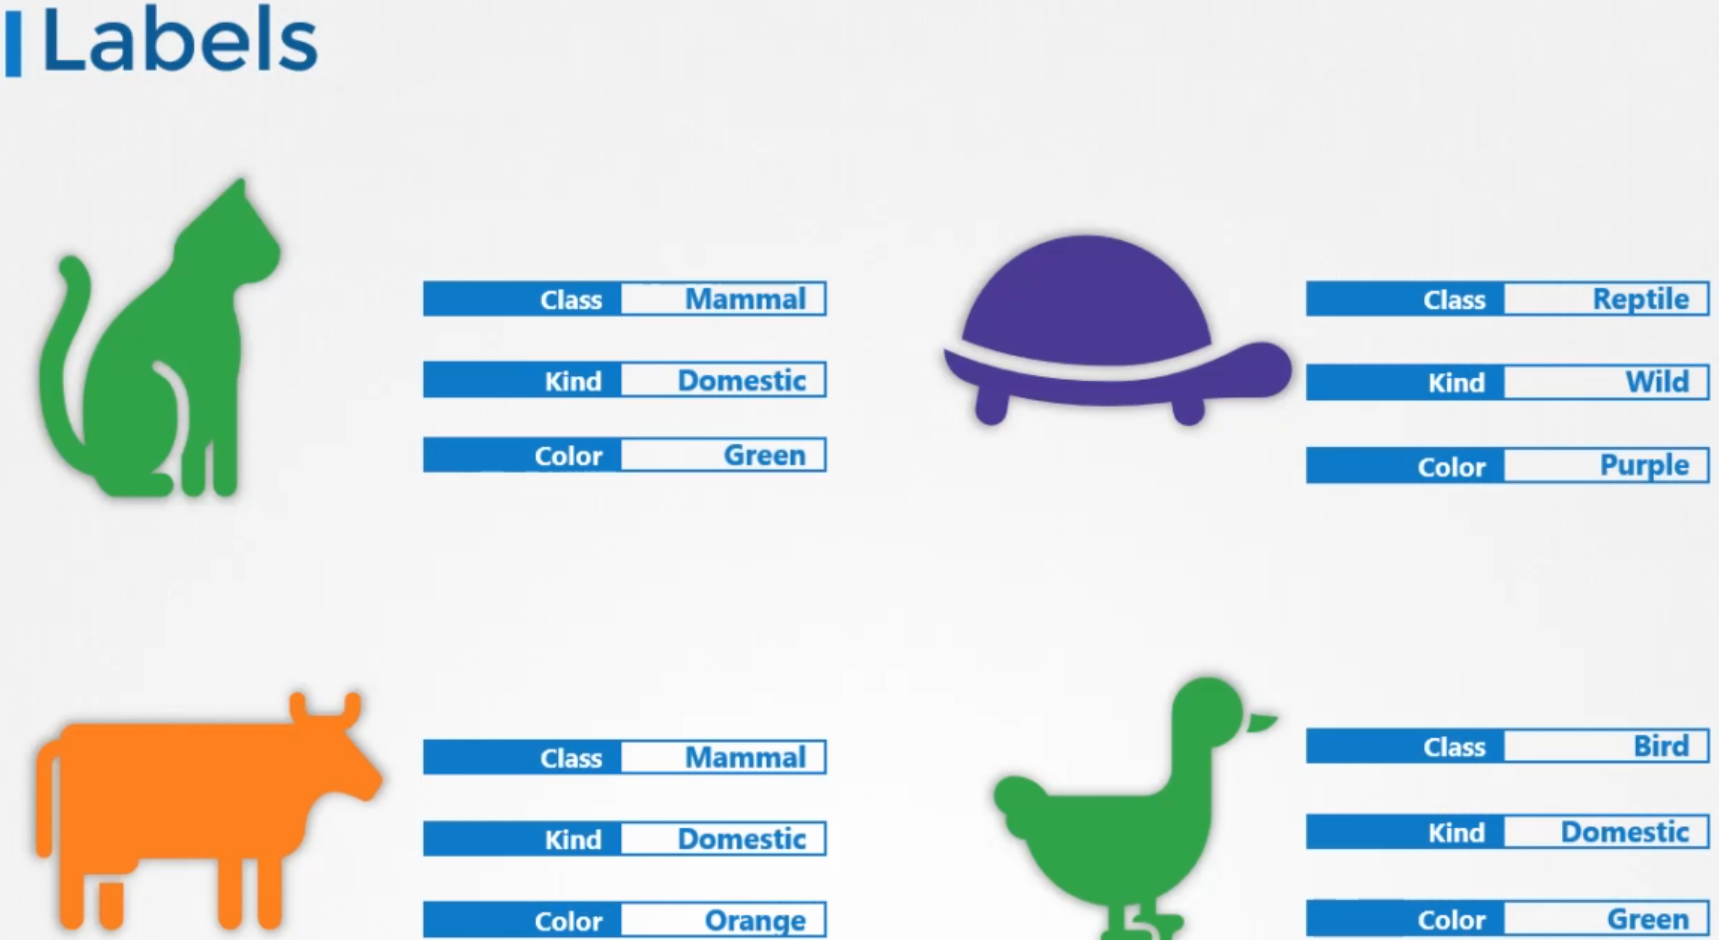 Labels
Class Mammal
Kind Domestic
Color Green
Class Reptile
Kind Wild
Color Purple
Class Mammal
Kind Domestic
Color Orange
Class Bird
Kind Domestic
Color Green